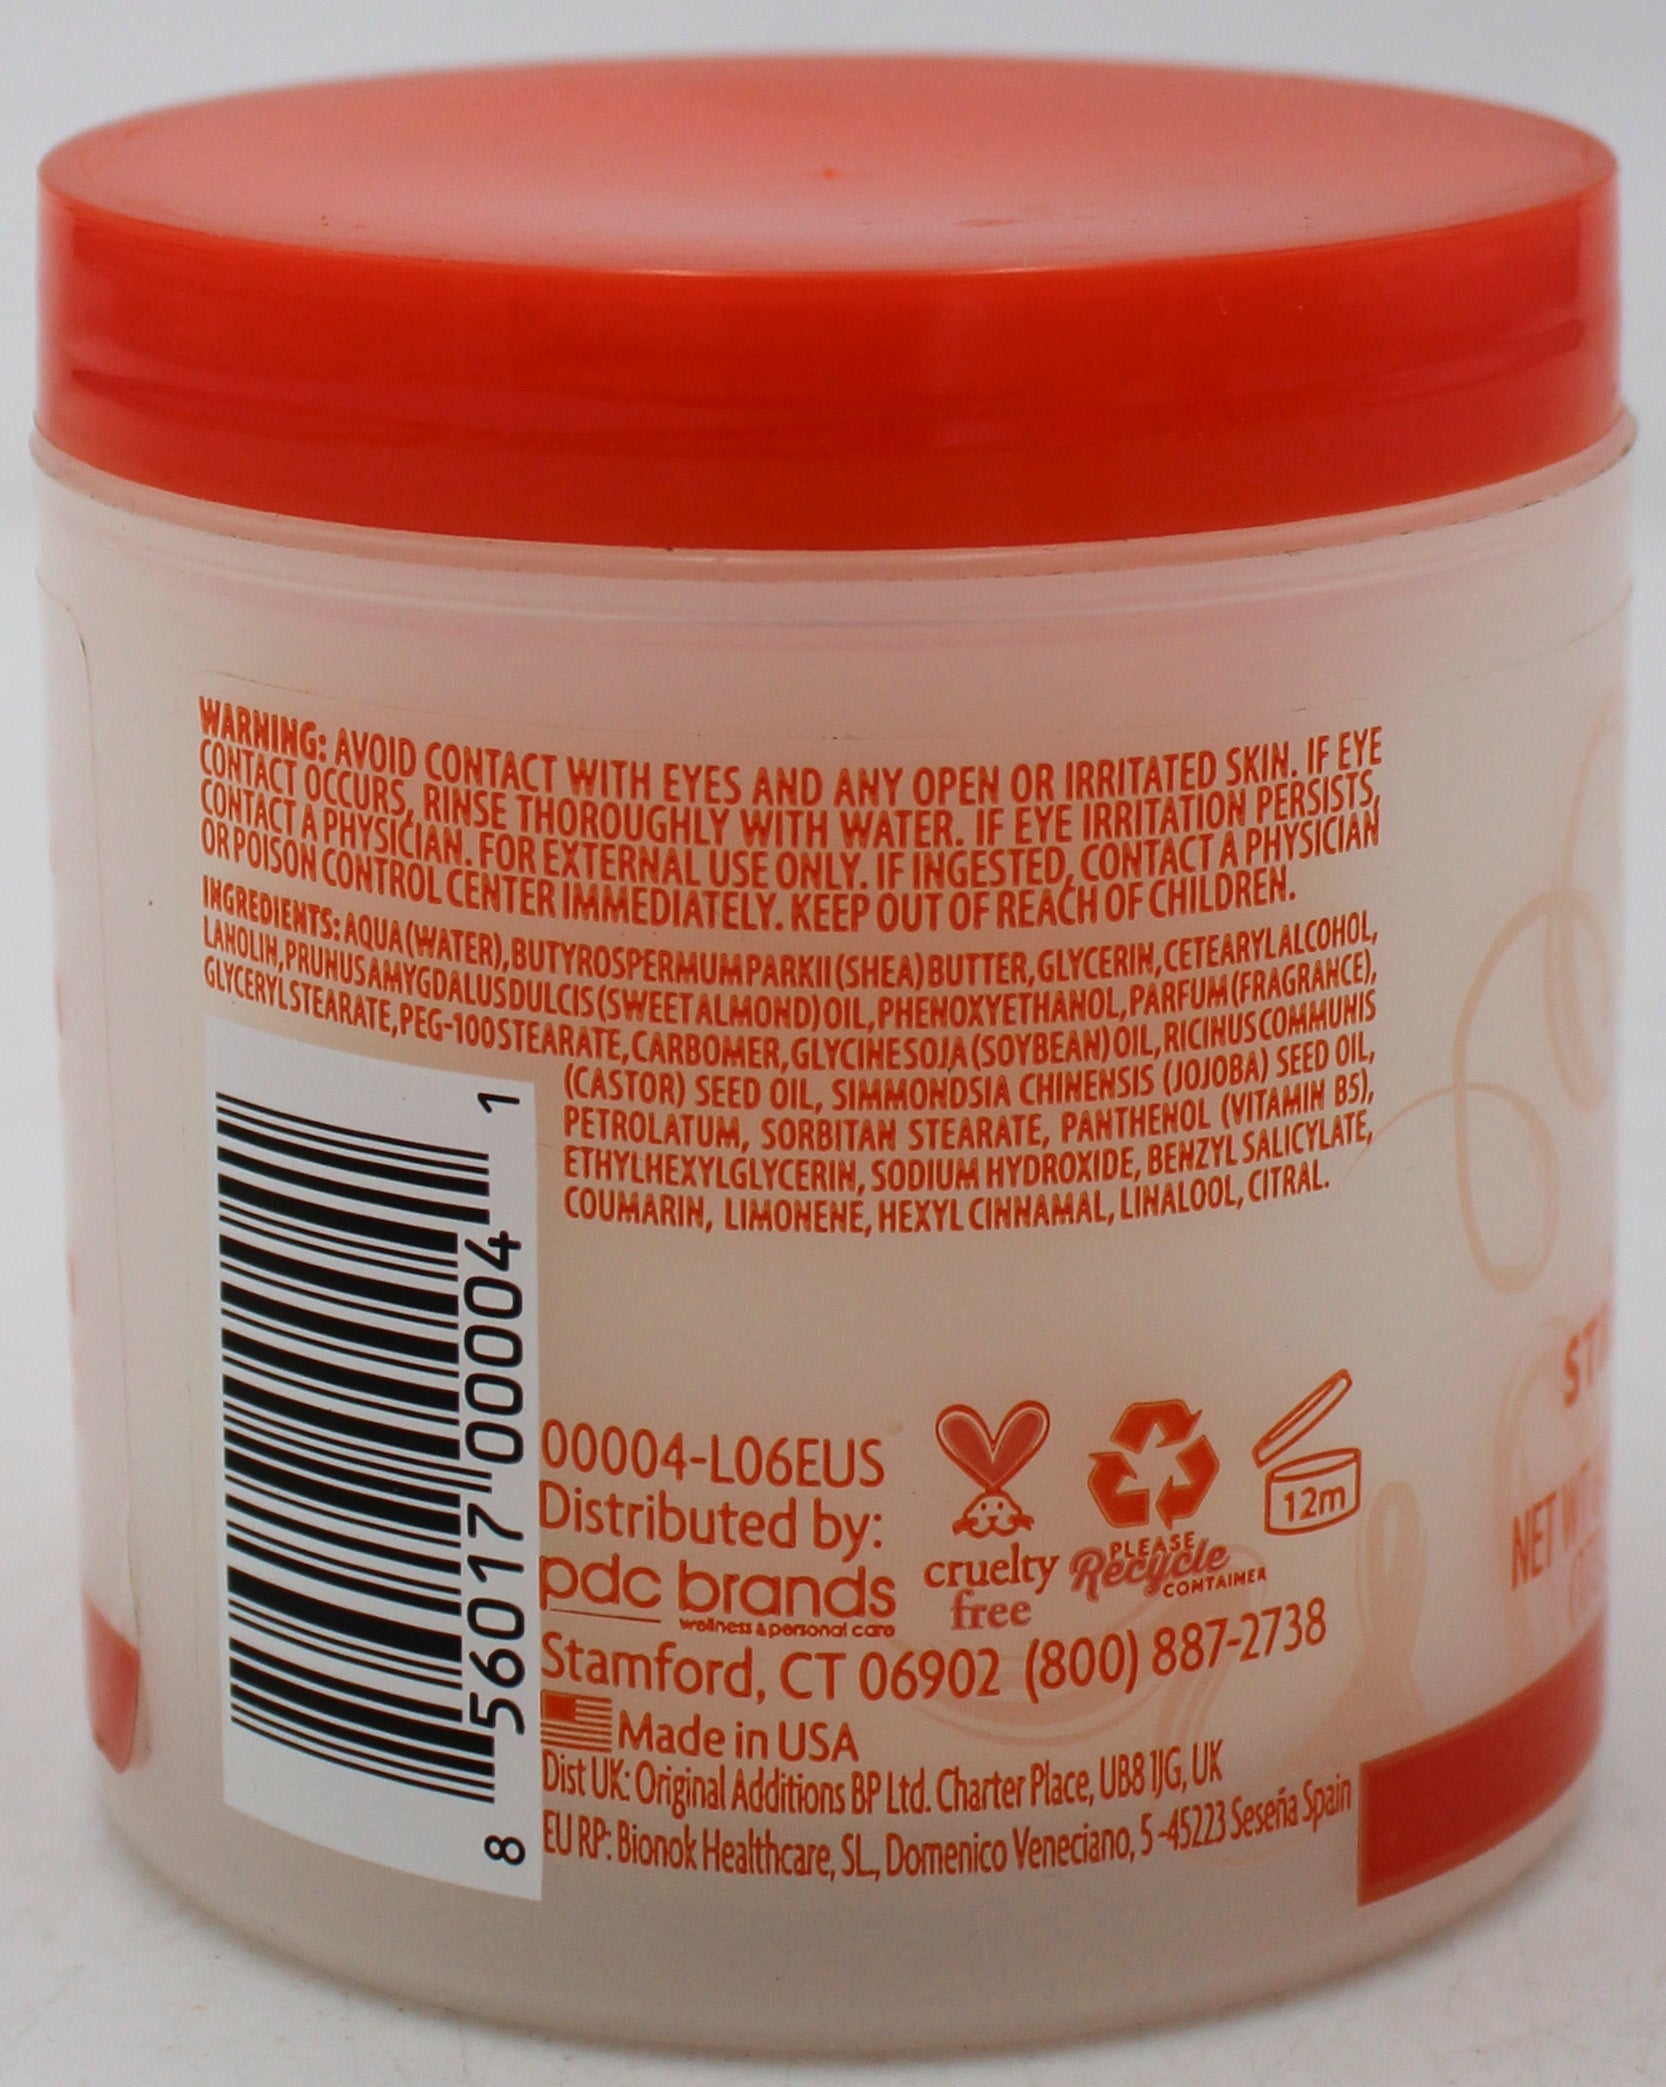 WARNING: AVOID CONTACT WITH EYES AND ANY OPEN OR IRRITATED SKIN. IF EYE
CONTACT OCCURS, RINSE THOROUGHLY WITH WATER. IF EYE IRRITATION PERSISTS,
CONTACT A PHYSICIAN. FOR EXTERNAL USE ONLY. IF INGESTED, CONTACT A PHYSICIAN
OR POISON CONTROL CENTER IMMEDIATELY. KEEP OUT OF REACH OF CHILDREN.
INGREDIENTS: AQUA (WATER), BUTYROSPERMUM PARKII (SHEA) BUTTER, GLYCERIN, CETEARYL ALCOHOL,
LANOLIN, PRUNUS AMYGDALUS DULCIS (SWEET ALMOND) OIL, PHENOXYETHANOL, PARFUM (FRAGRANCE),
GLYCERYL STEARATE, PEG-100 STEARATE, CARBOMER, GLYCINE SOJA (SOYBEAN) OIL, RICINUS COMMUNIS
(CASTOR) SEED OIL, SIMMONDSIA CHINENSIS (JOJOBA) SEED OIL,
PETROLATUM, SORBITAN STEARATE, PANTHENOL (VITAMIN B5),
ETHYLHEXYLGLYCERIN, SODIUM HYDROXIDE, BENZYL SALICYLATE,
COUMARIN, LIMONENE, HEXYL CINNAMAL, LINALOOL, CITRAL.
8 56017 00004 1
00004-L06EUS
Distributed by:
pdc brands
wellness & personal care
cruelty
free
PLEASE
Recycle
CONTAINER
12m
Stamford, CT 06902 (800) 887-2738
Made in USA
Dist UK: Original Additions BP Ltd. Charter Place, UB8 1JG, UK
EU RP: Bionok Healthcare, SL., Domenico Veneciano, 5 -45223 Seseña Spain
NET WT